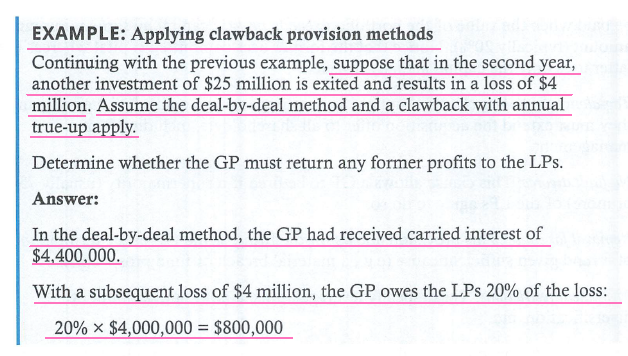 EXAMPLE: Applying clawback provision methods
Continuing with the previous example, suppose that in the second year,
another investment of $25 million is exited and results in a loss of $4
million. Assume the deal-by-deal method and a clawback with annual
true-up apply.
Determine whether the GP must return any former profits to the LPs.
Answer:
In the deal-by-deal method, the GP had received carried interest of
$4,400,000.
With a subsequent loss of $4 million, the GP owes the LPs 20% of the loss:
20% × $4,000,000 = $800,000